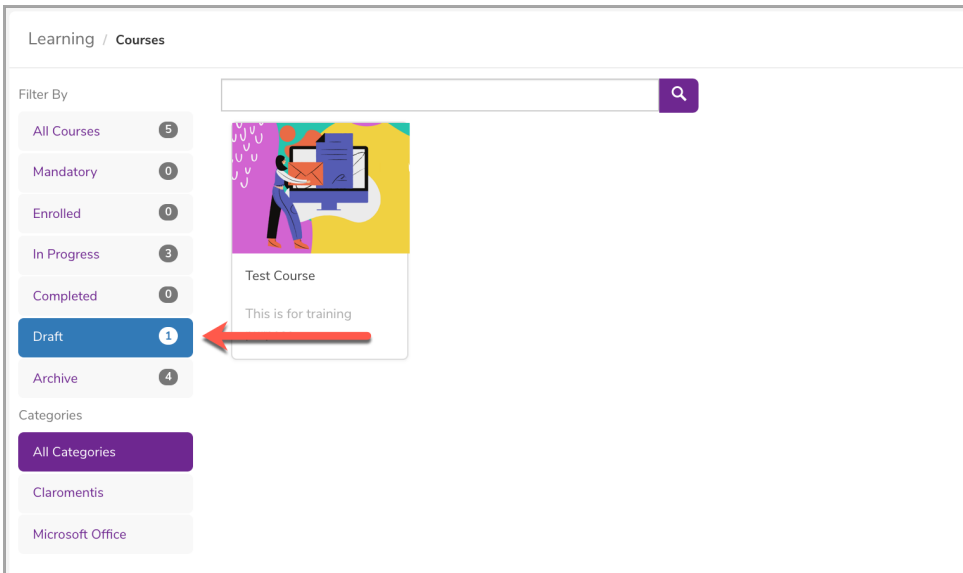 Learning / Courses
Filter By
All Courses 5
Mandatory 0
Enrolled 0
In Progress 3
Completed 0
Draft 1
Archive 4
Categories
All Categories
Claromentis
Microsoft Office
Test Course
This is for training